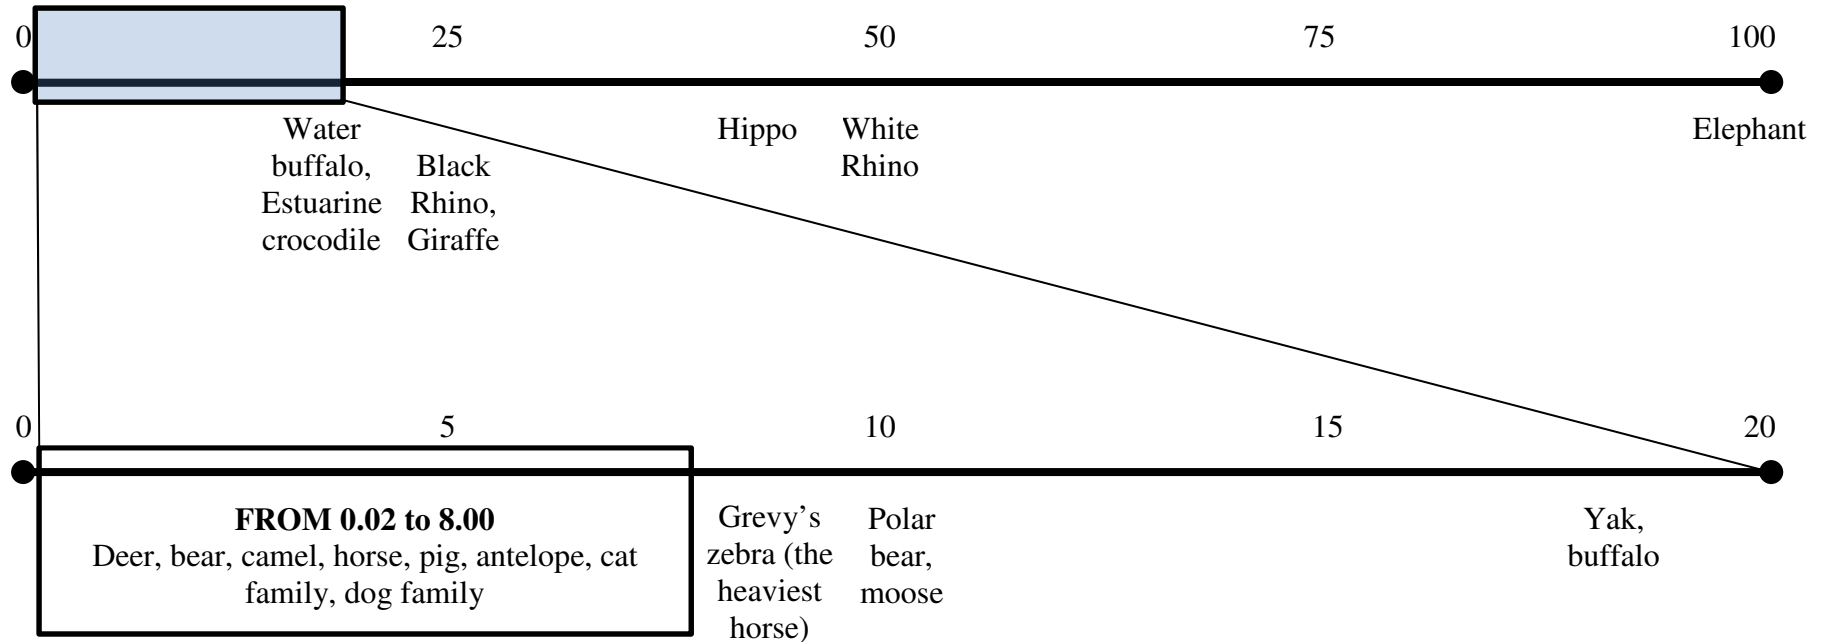 0 25 50 75 100
Water
buffalo,
Estuarine
crocodile
Black
Rhino,
Giraffe
Hippo
White
Rhino
Elephant
0 5 10 15 20
FROM 0.02 to 8.00
Deer, bear, camel, horse, pig, antelope, cat
family, dog family
Grevy’s
zebra (the
heaviest
horse)
Polar
bear,
moose
Yak,
buffalo